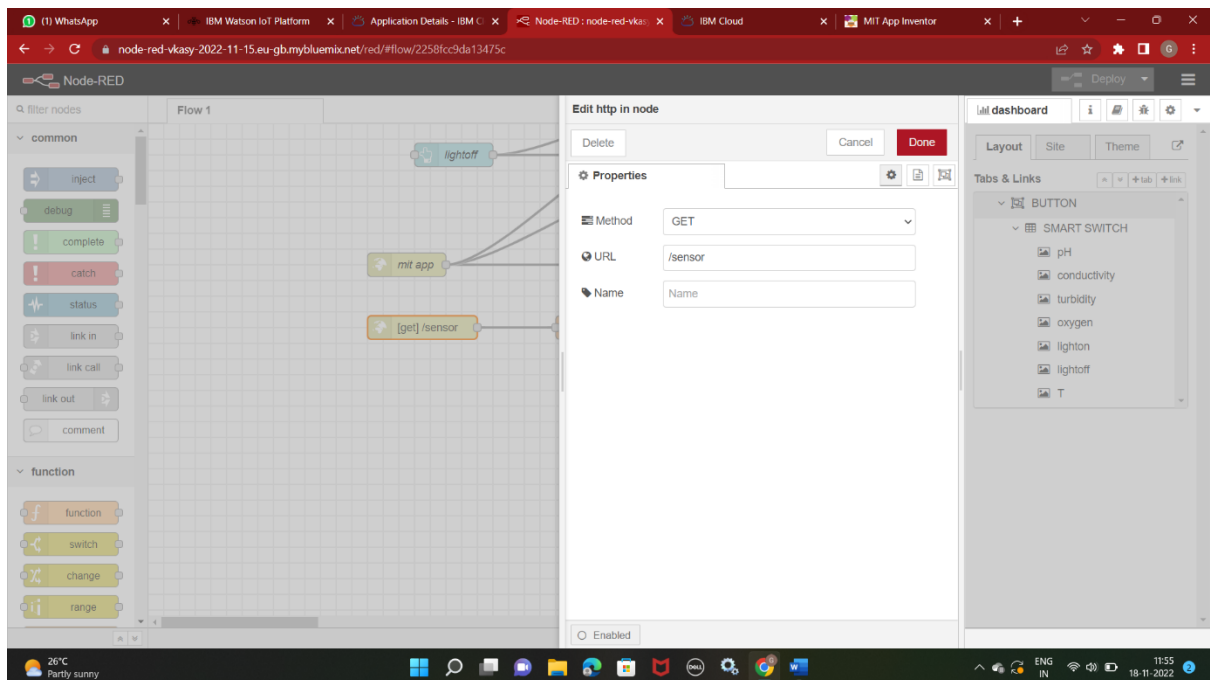 (1) WhatsApp
IBM Watson IoT Platform
Application Details - IBM Cl
Node-RED : node-red-vkasy
IBM Cloud
MIT App Inventor
node-red-vkasy-2022-11-15.eu-gb.mybluemix.net/red/#flow/2258fcc9da13475c
G
Node-RED
Deploy
filter nodes
Flow 1
Edit http in node
dashboard
i
common
inject
debug
complete
catch
status
link in
link call
link out
comment
function
function
switch
change
range
lightoff
mit app
[get] /sensor
Delete
Cancel
Done
Properties
Method
GET
URL
/sensor
Name
Name
Enabled
Layout
Site
Theme
Tabs & Links
+tab
+link
BUTTON
SMART SWITCH
pH
conductivity
turbidity
oxygen
lighton
lightoff
T
26°C
Partly sunny
DELL
W
ENG
IN
11:55
18-11-2022
2